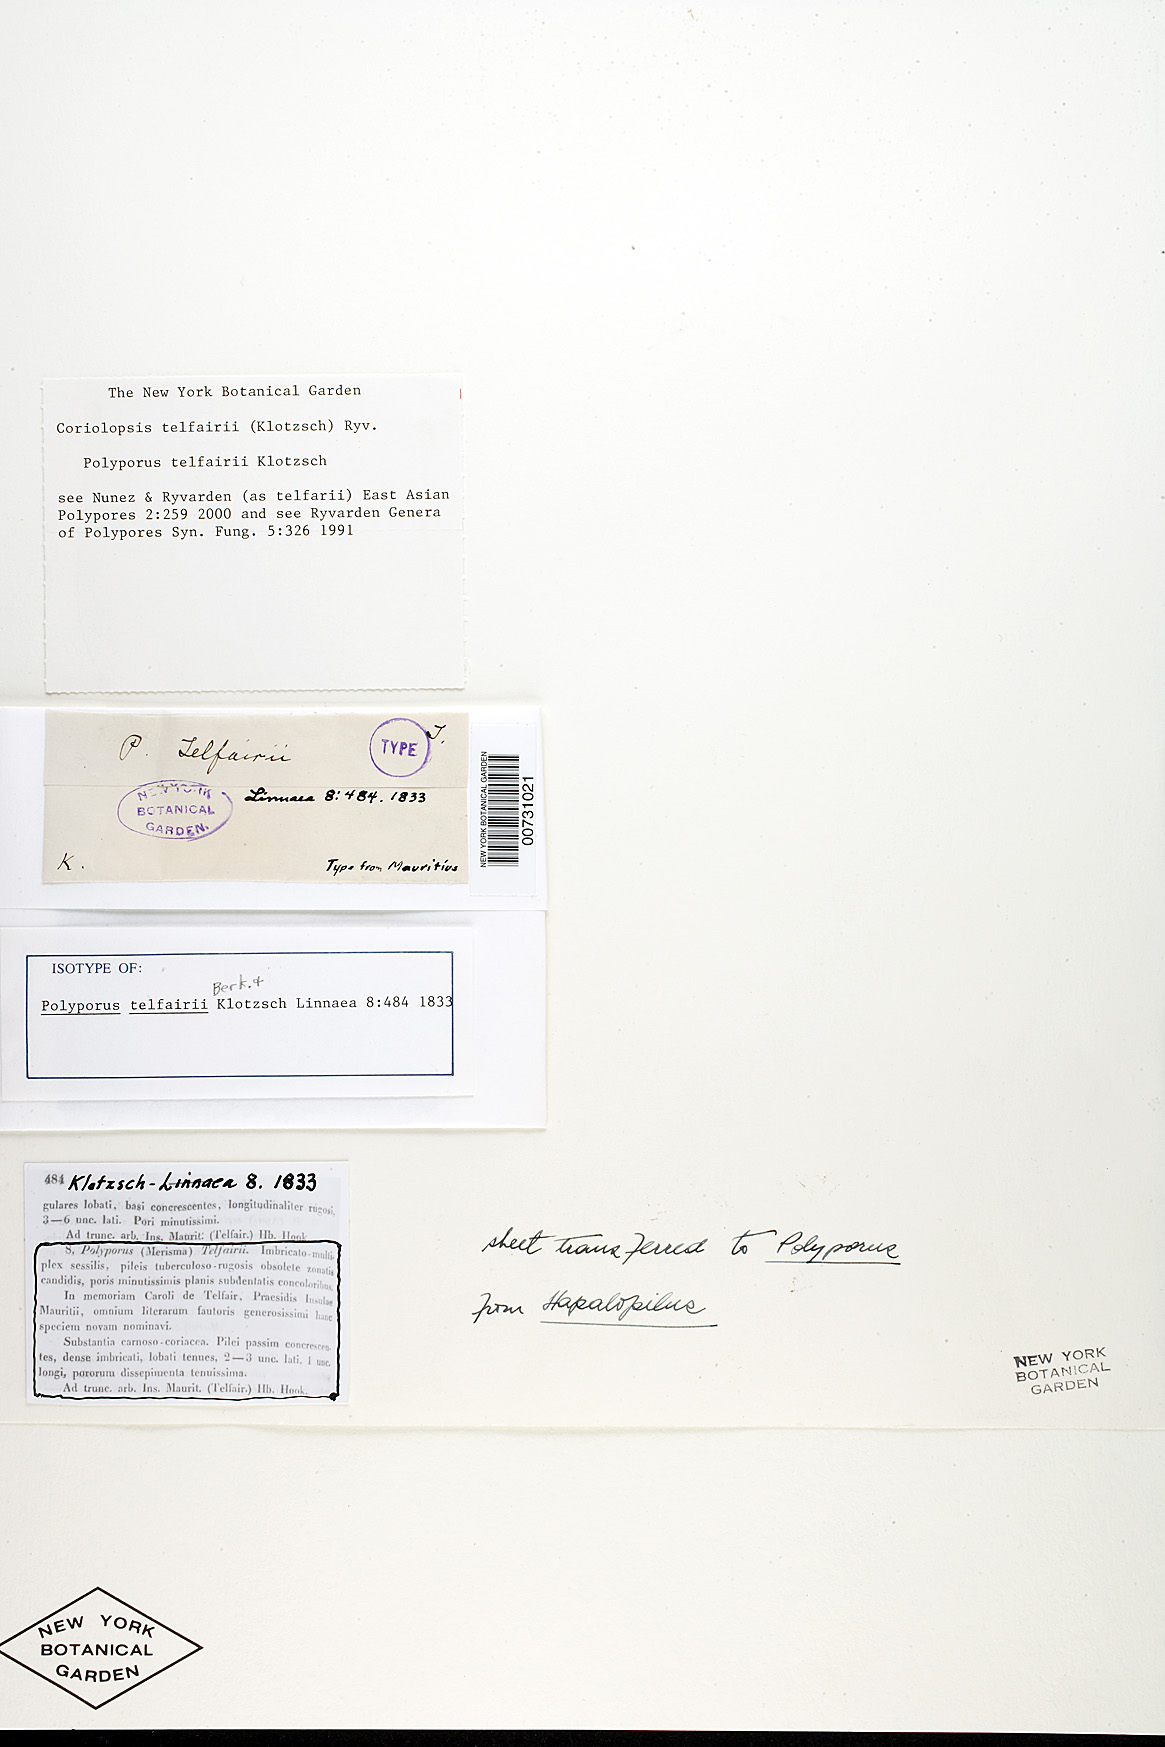 The New York Botanical Garden
Coriolopsis telfairii (Klotzsch) Ryv.
Polyporus telfairii Klotzsch
see Nunez & Ryvarden (as telfarii) East Asian
Polypores 2:259 2000 and see Ryvarden Genera
of Polypores Syn. Fung. 5:326 1991
P. Telfairii
TYPE
T.
NEW YORK
BOTANICAL
GARDEN.
Linnaea 8:484. 1833
K.
Type from Mauritius
NEW YORK BOTANICAL GARDEN
00731021
ISOTYPE OF:
Berk. &
Polyporus telfairii Klotzsch Linnaea 8:484 1833
484 Klotzsch - Linnaea 8. 1833
gulares lobati, basi concrescentes, longitudinaliter rugosi,
3—6 unc. lati. Pori minutissimi.
Ad trunc. arb. Ins. Maurit. (Telfair.) Hb. Hook
8. Polyporus (Merisma) Telfairii. Imbricato-multi-
plex sessilis, pileis tuberculoso-rugosis obsolete zonatis
candidis, poris minutissimis planis subdentatis concoloribus.
In memoriam Caroli de Telfair, Praesidis Insulae
Mauritii, omnium literarum fautoris generosissimi hanc
speciem novam nominavi.
Substantia carnoso-coriacea. Pilei passim concrescen-
tes, dense imbricati, lobati tenues, 2—3 unc. lati, 1 unc.
longi, pororum dissepimenta tenuissima.
Ad trunc. arb. Ins. Maurit. (Telfair.) Hb. Hook.
sheet transferred to Polyporus
from Hapalopilus
NEW YORK
BOTANICAL
GARDEN
NEW YORK
BOTANICAL
GARDEN